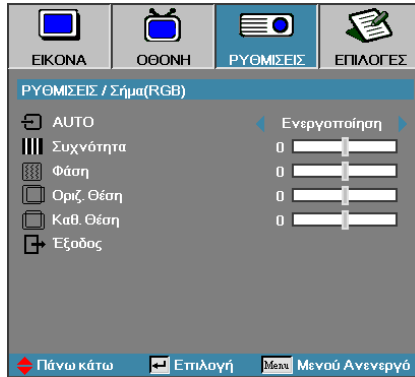 ΕΙΚΟΝΑ ΟΘΟΝΗ ΡΥΘΜΙΣΕΙΣ ΕΠΙΛΟΓΕΣ
ΡΥΘΜΙΣΕΙΣ / Σήμα(RGB)
AUTO Ενεργοποίηση
Συχνότητα 0
Φάση 0
Οριζ. Θέση 0
Καθ. Θέση 0
Έξοδος
Πάνω κάτω Επιλογή Menu Μενού Ανενεργό